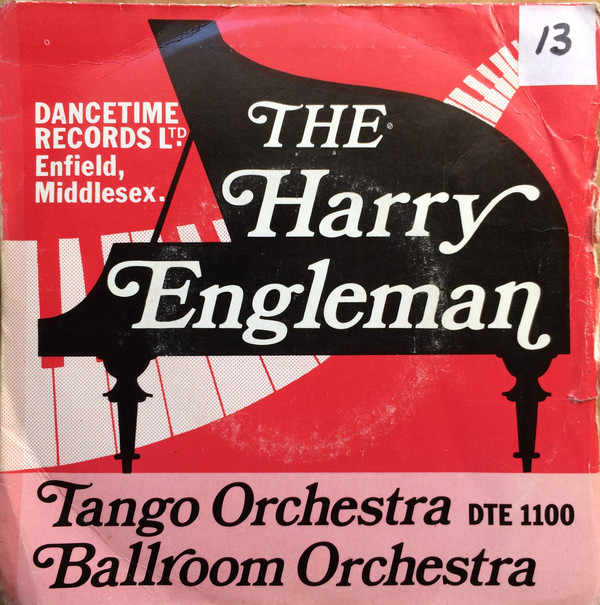 13
DANCETIME
RECORDS LTD.
Enfield,
Middlesex.
THE
Harry
Engleman
Tango Orchestra DTE 1100
Ballroom Orchestra